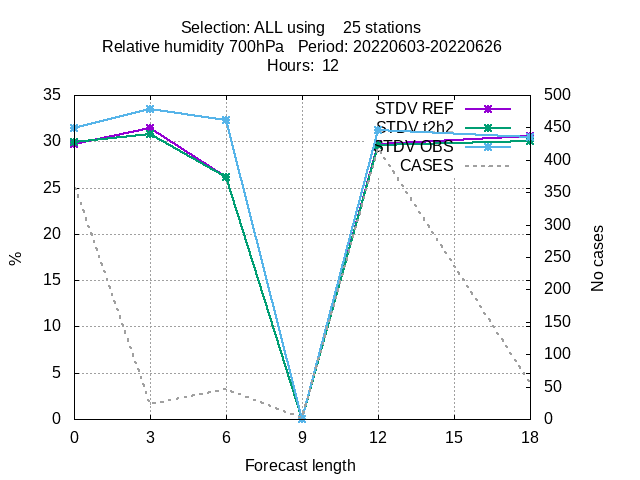 Selection: ALL using    25 stations
Relative humidity 700hPa   Period: 20220603-20220626
Hours:  12
35
30
25
20
15
10
5
0
500
450
400
350
300
250
200
150
100
50
0
%
No cases
STDV REF
STDV t2h2
STDV OBS
CASES
0 3 6 9 12 15 18
Forecast length